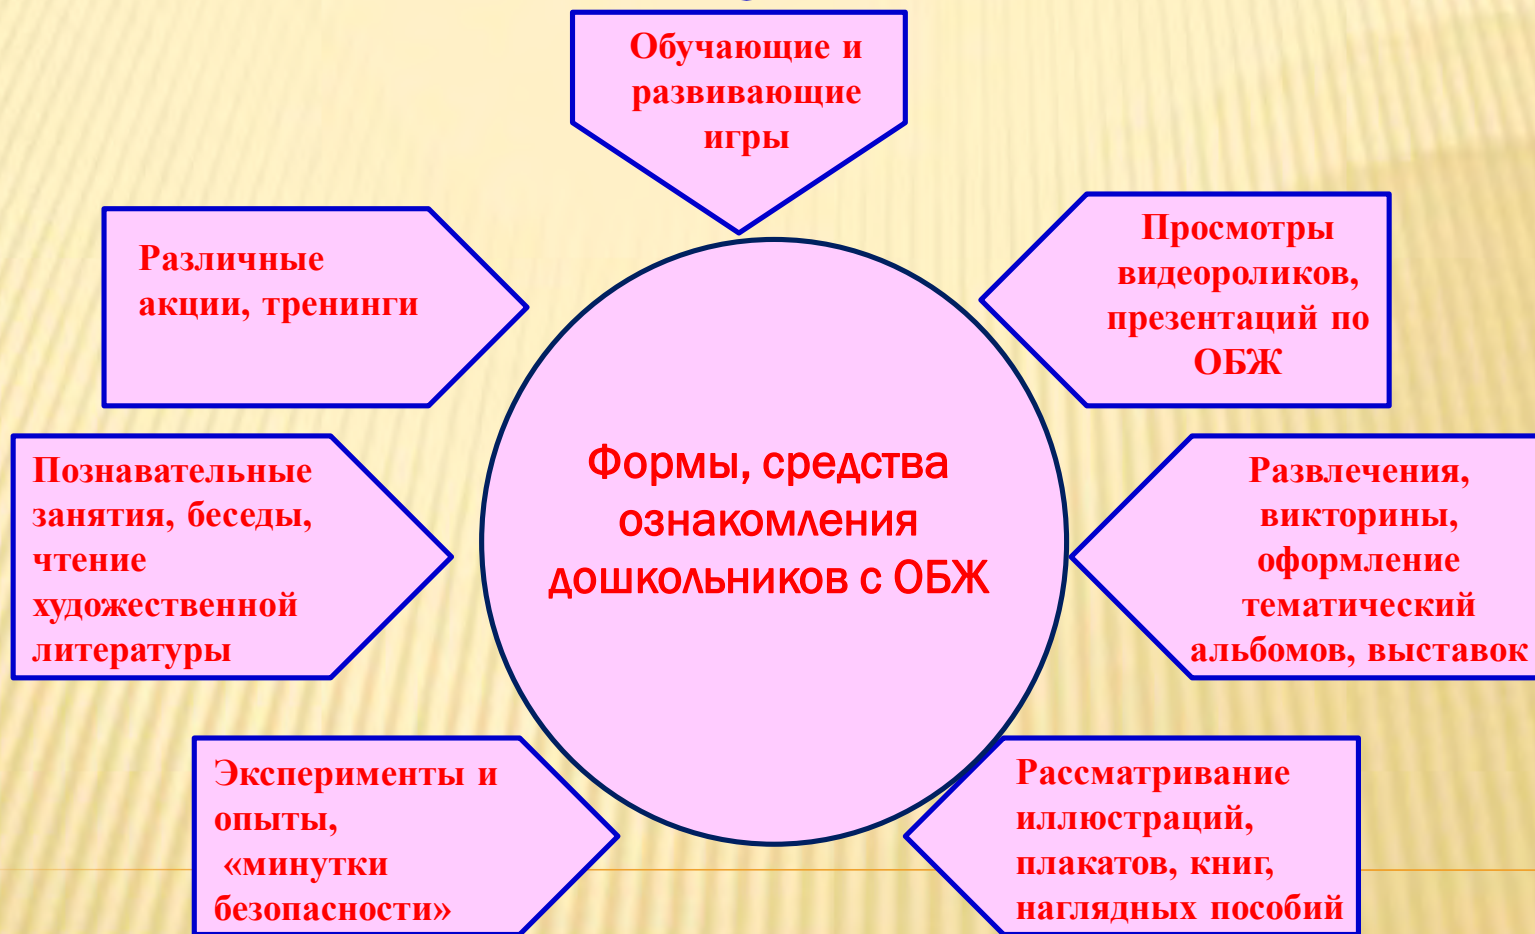 Обучающие и
развивающие
игры
Различные
акции, тренинги
Просмотры
видеороликов,
презентаций по
ОБЖ
Познавательные
занятия, беседы,
чтение
художественной
литературы
Формы, средства
ознакомления
дошкольников с ОБЖ
Развлечения,
викторины,
оформление
тематический
альбомов, выставок
Эксперименты и
опыты,
«минутки
безопасности»
Рассматривание
иллюстраций,
плакатов, книг,
наглядных пособий